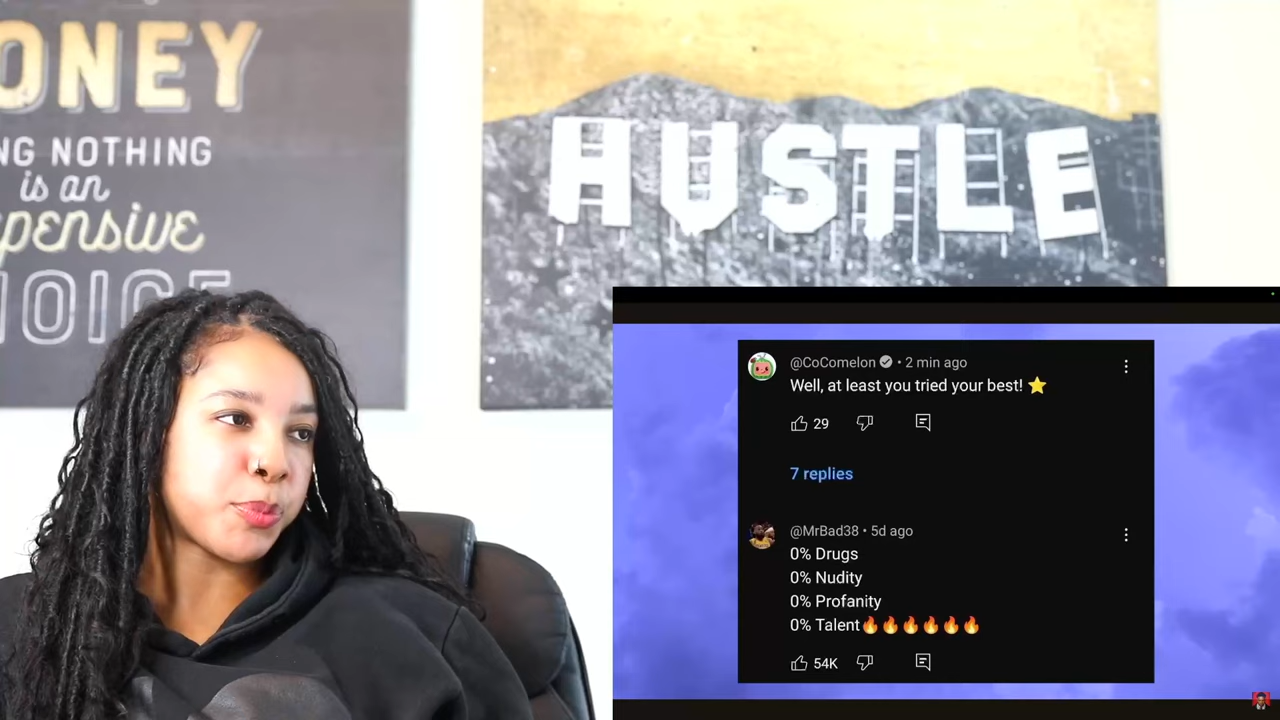 ONEY
NG NOTHING
is an
pensive
HOICE
HUSTLE
@CoComelon • 2 min ago
Well, at least you tried your best! ⭐
29
7 replies
@MrBad38 • 5d ago
0% Drugs
0% Nudity
0% Profanity
0% Talent🔥🔥🔥🔥🔥🔥
54K